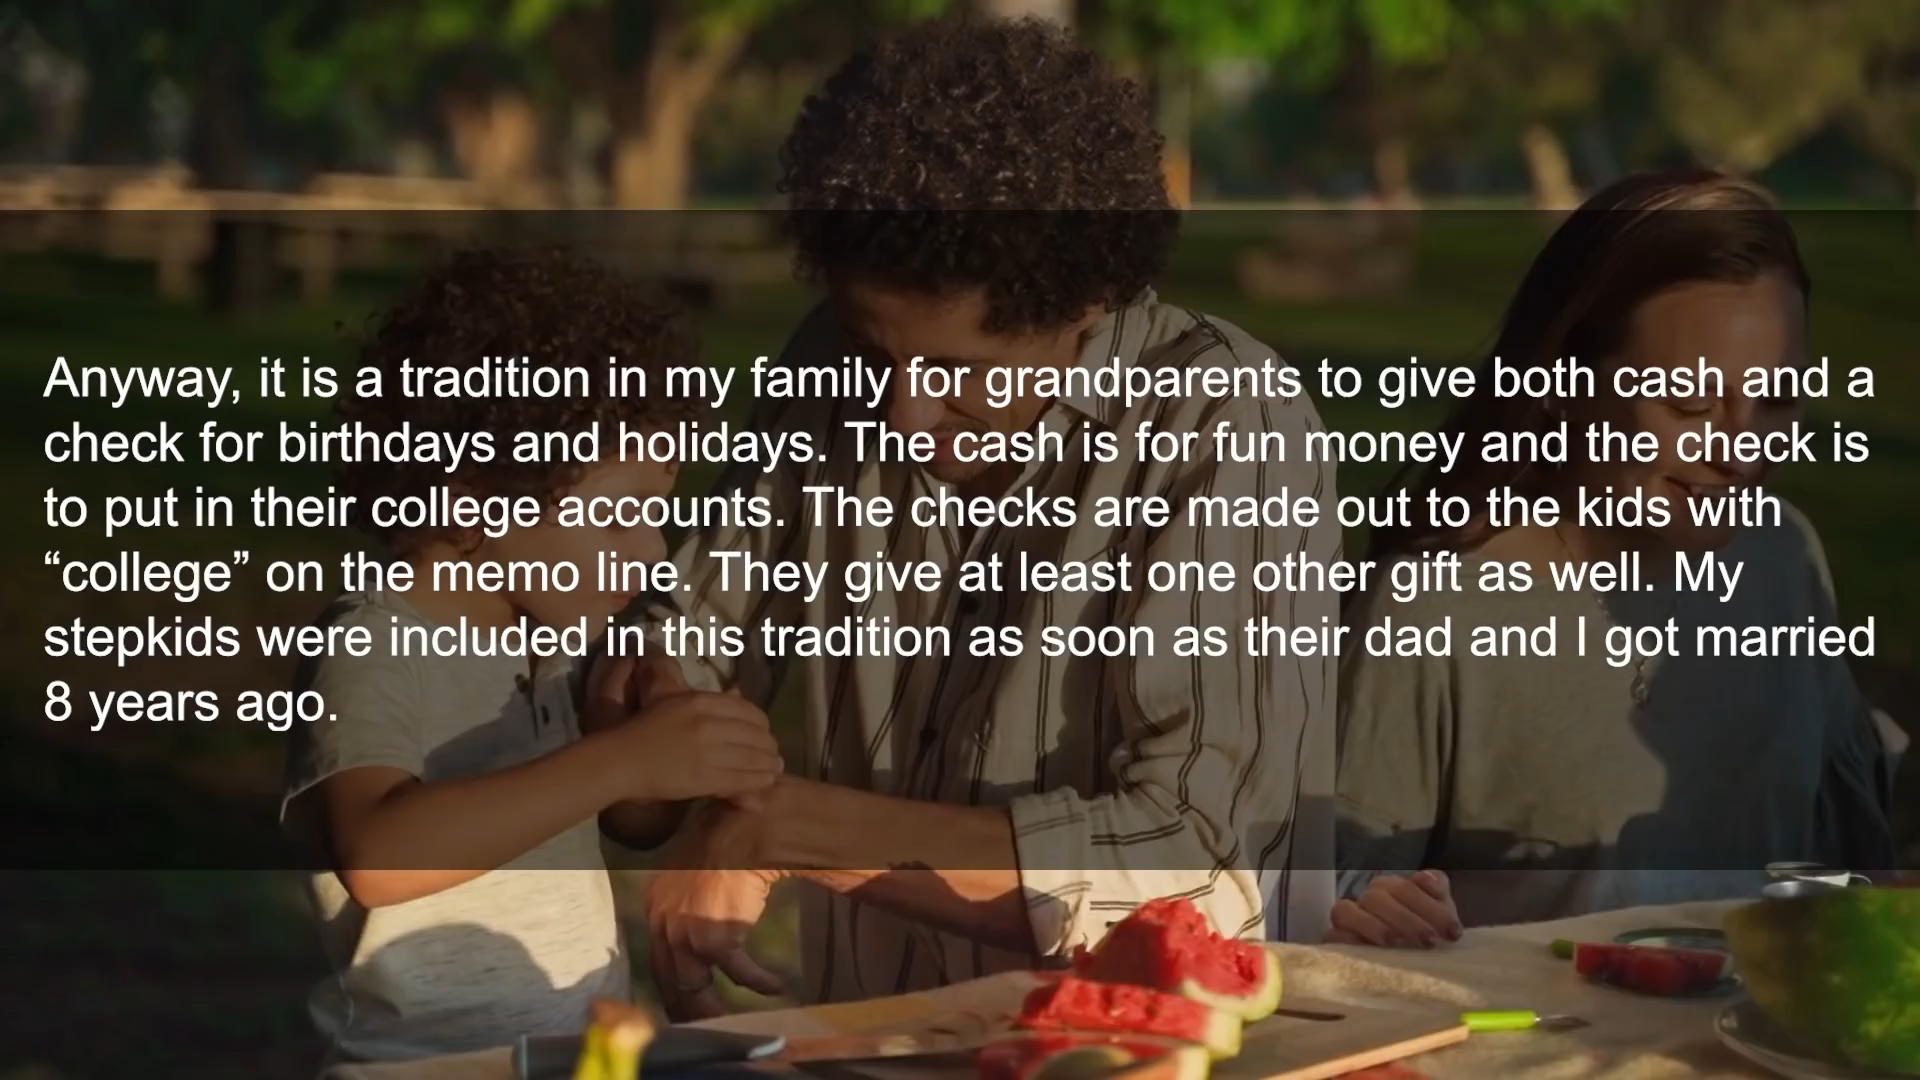 Anyway, it is a tradition in my family for grandparents to give both cash and a
check for birthdays and holidays. The cash is for fun money and the check is
to put in their college accounts. The checks are made out to the kids with
“college” on the memo line. They give at least one other gift as well. My
stepkids were included in this tradition as soon as their dad and I got married
8 years ago.